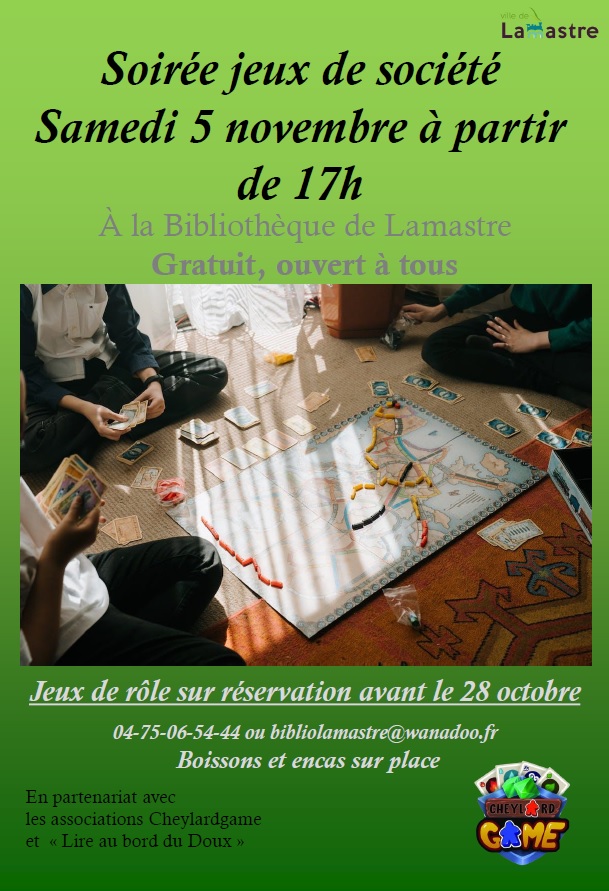 ville de
Lamastre
Soirée jeux de société
Samedi 5 novembre à partir
de 17h
À la Bibliothèque de Lamastre
Gratuit, ouvert à tous
Jeux de rôle sur réservation avant le 28 octobre
04-75-06-54-44 ou bibliolamastre@wanadoo.fr
Boissons et encas sur place
En partenariat avec
les associations Cheylardgame
et « Lire au bord du Doux »
CHEYLARD
GAME